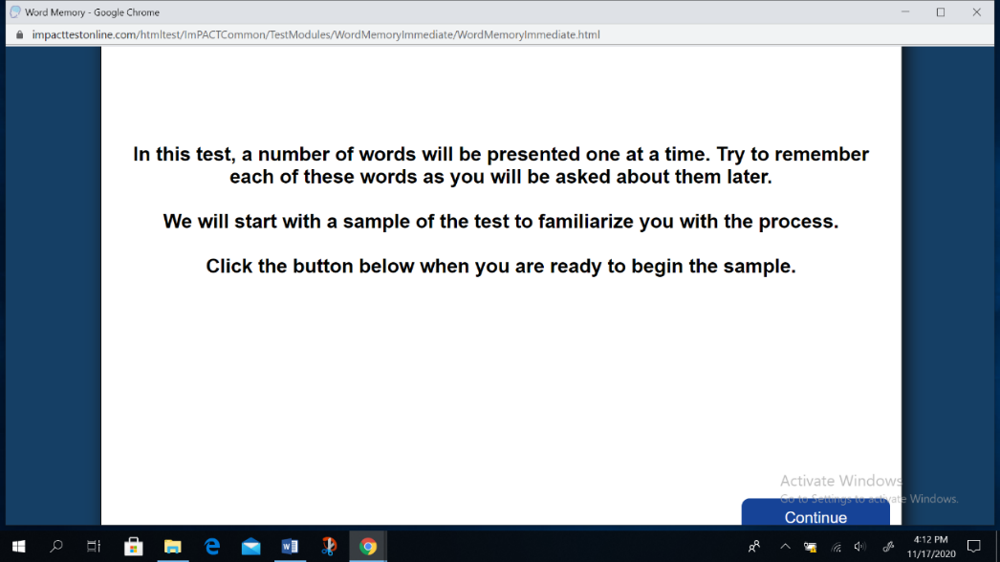 Word Memory - Google Chrome
impacttestonline.com/htmltest/ImPACTCommon/TestModules/WordMemoryImmediate/WordMemoryImmediate.html
In this test, a number of words will be presented one at a time. Try to remember
each of these words as you will be asked about them later.
We will start with a sample of the test to familiarize you with the process.
Click the button below when you are ready to begin the sample.
Activate Windows
Go to Settings to activate Windows.
Continue
4:12 PM
11/17/2020